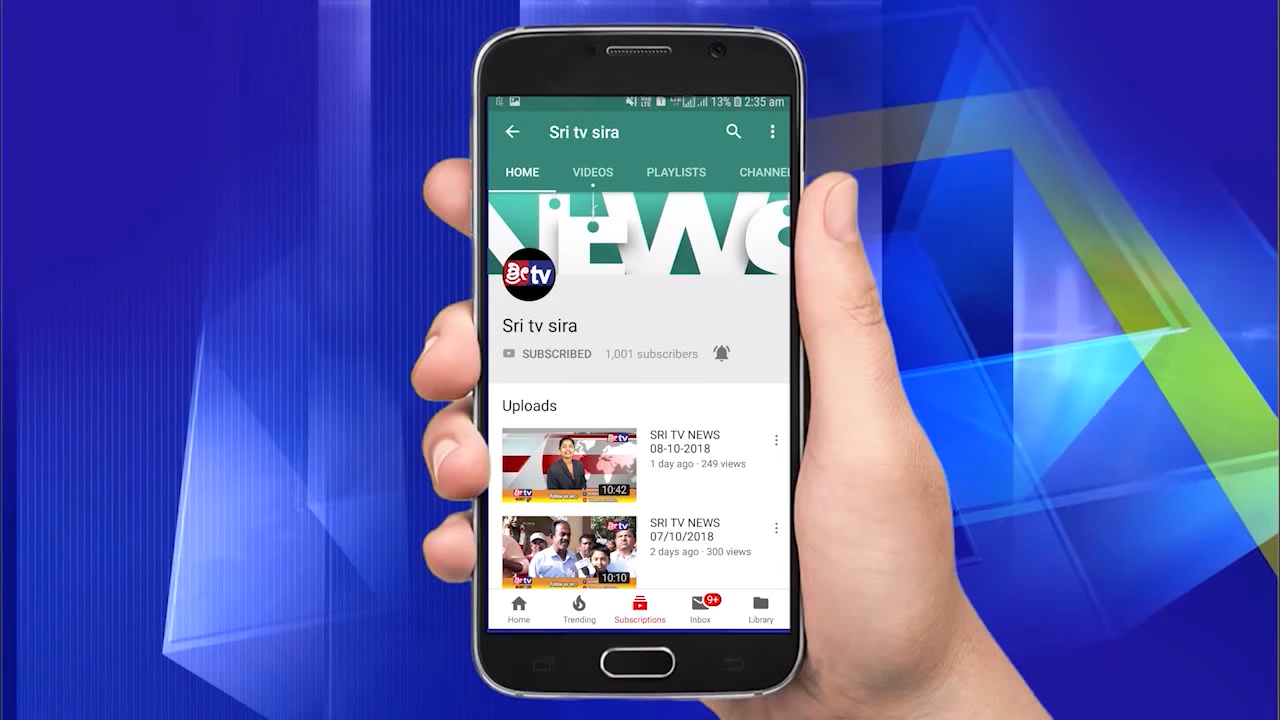 13% 2:35 am
Sri tv sira
HOME VIDEOS PLAYLISTS CHANNEL
NEWS
ಶ್ರೀ tv
Sri tv sira
SUBSCRIBED 1,001 subscribers
Uploads
SRI TV NEWS
08-10-2018
1 day ago · 249 views
10:42
SRI TV NEWS
07/10/2018
2 days ago · 300 views
10:10
9+
Home Trending Subscriptions Inbox Library